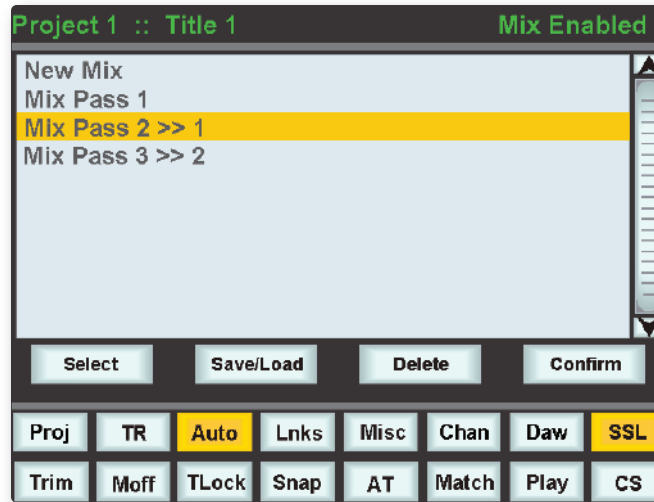 Project 1 :: Title 1 Mix Enabled
New Mix
Mix Pass 1
Mix Pass 2 >> 1
Mix Pass 3 >> 2
Select Save/Load Delete Confirm
Proj TR Auto Lnks Misc Chan Daw SSL
Trim Moff TLock Snap AT Match Play CS